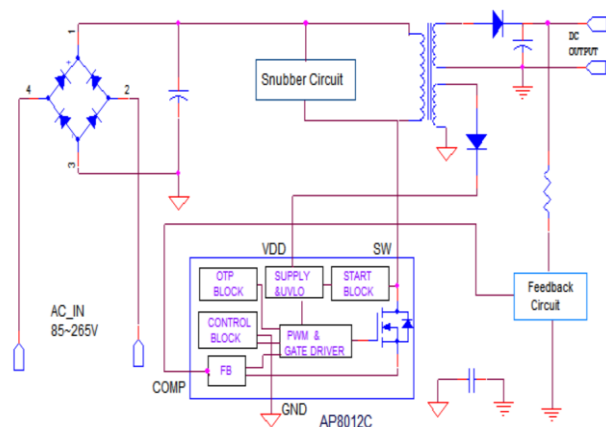 1
4
2
3
Snubber Circuit
DC
OUTPUT
VDD
SW
OTP
BLOCK
SUPPLY
&UVLO
START
BLOCK
CONTROL
BLOCK
PWM &
GATE DRIVER
FB
COMP
GND
AP8012C
AC_IN
85~265V
Feedback
Circuit